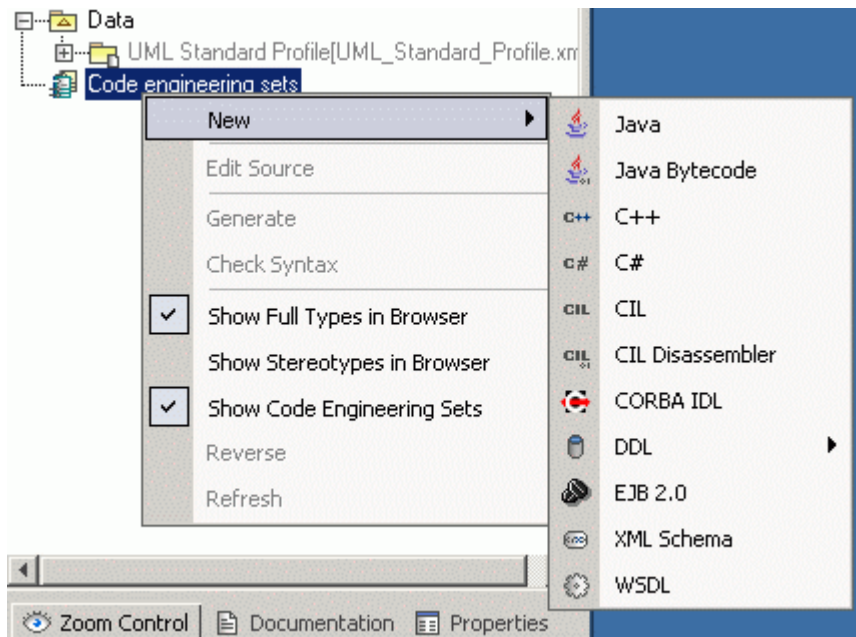 Data
UML Standard Profile[UML_Standard_Profile.xm
Code engineering sets
New
Edit Source
Generate
Check Syntax
Show Full Types in Browser
Show Stereotypes in Browser
Show Code Engineering Sets
Reverse
Refresh
Java
Java Bytecode
C++ C++
C# C#
CIL CIL
CIL CIL Disassembler
CORBA IDL
DDL
EJB 2.0
XML Schema
WSDL
Zoom Control Documentation Properties